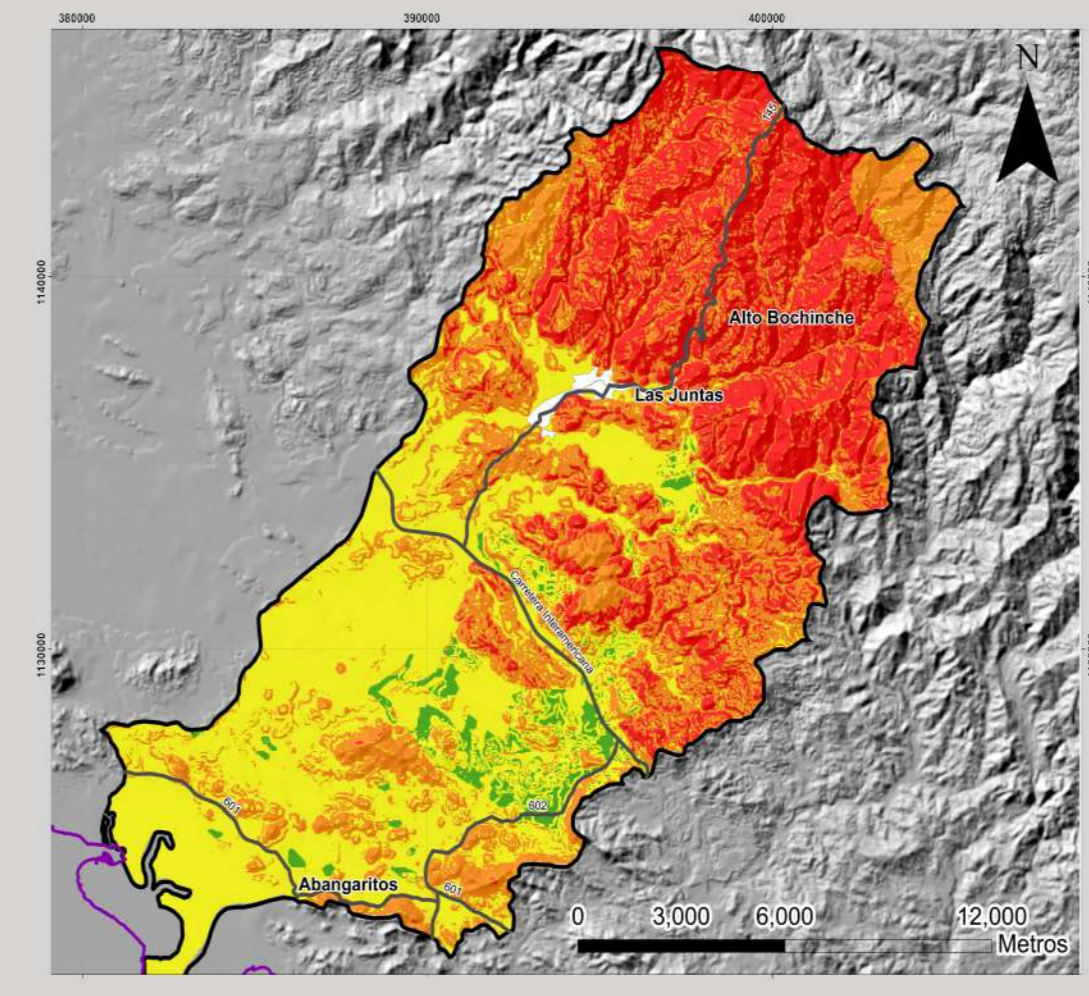 380000
390000
400000
N
145
1140000
Alto Bochinche
Las Juntas
Carretera Interamericana
1130000
601
602
Abangaritos
601
0 3,000 6,000 12,000
Metros